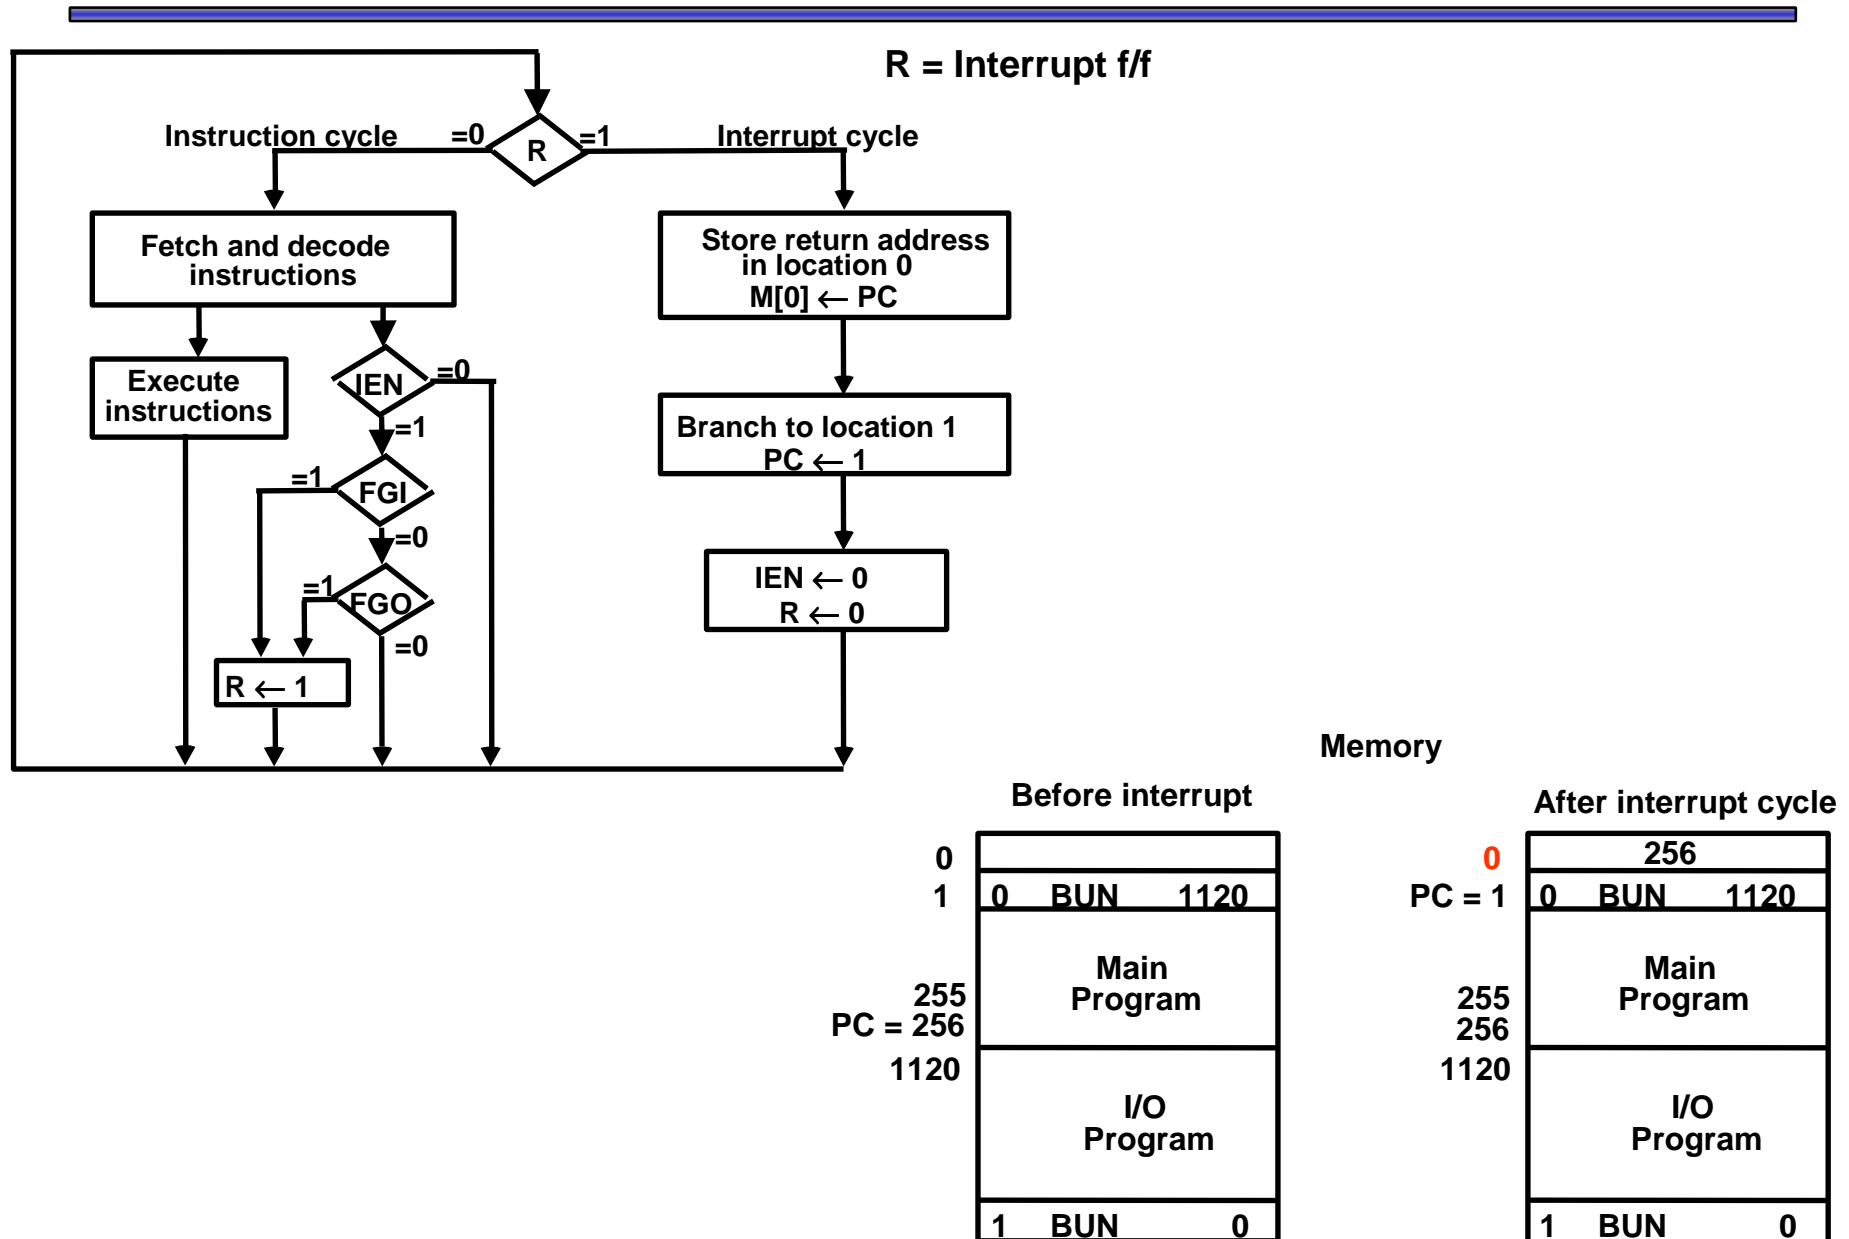 R = Interrupt f/f
Instruction cycle
=0
R
=1
Interrupt cycle
Fetch and decode
instructions
Store return address
in location 0
M[0] ← PC
Execute
instructions
IEN
=0
=1
Branch to location 1
PC ← 1
=1
FGI
=0
=1
FGO
=0
IEN ← 0
R ← 0
R ← 1
Memory
Before interrupt
0
1
0 BUN 1120
Main
Program
255
PC = 256
1120
I/O
Program
1 BUN 0
After interrupt cycle
0
256
PC = 1
0 BUN 1120
Main
Program
255
256
1120
I/O
Program
1 BUN 0